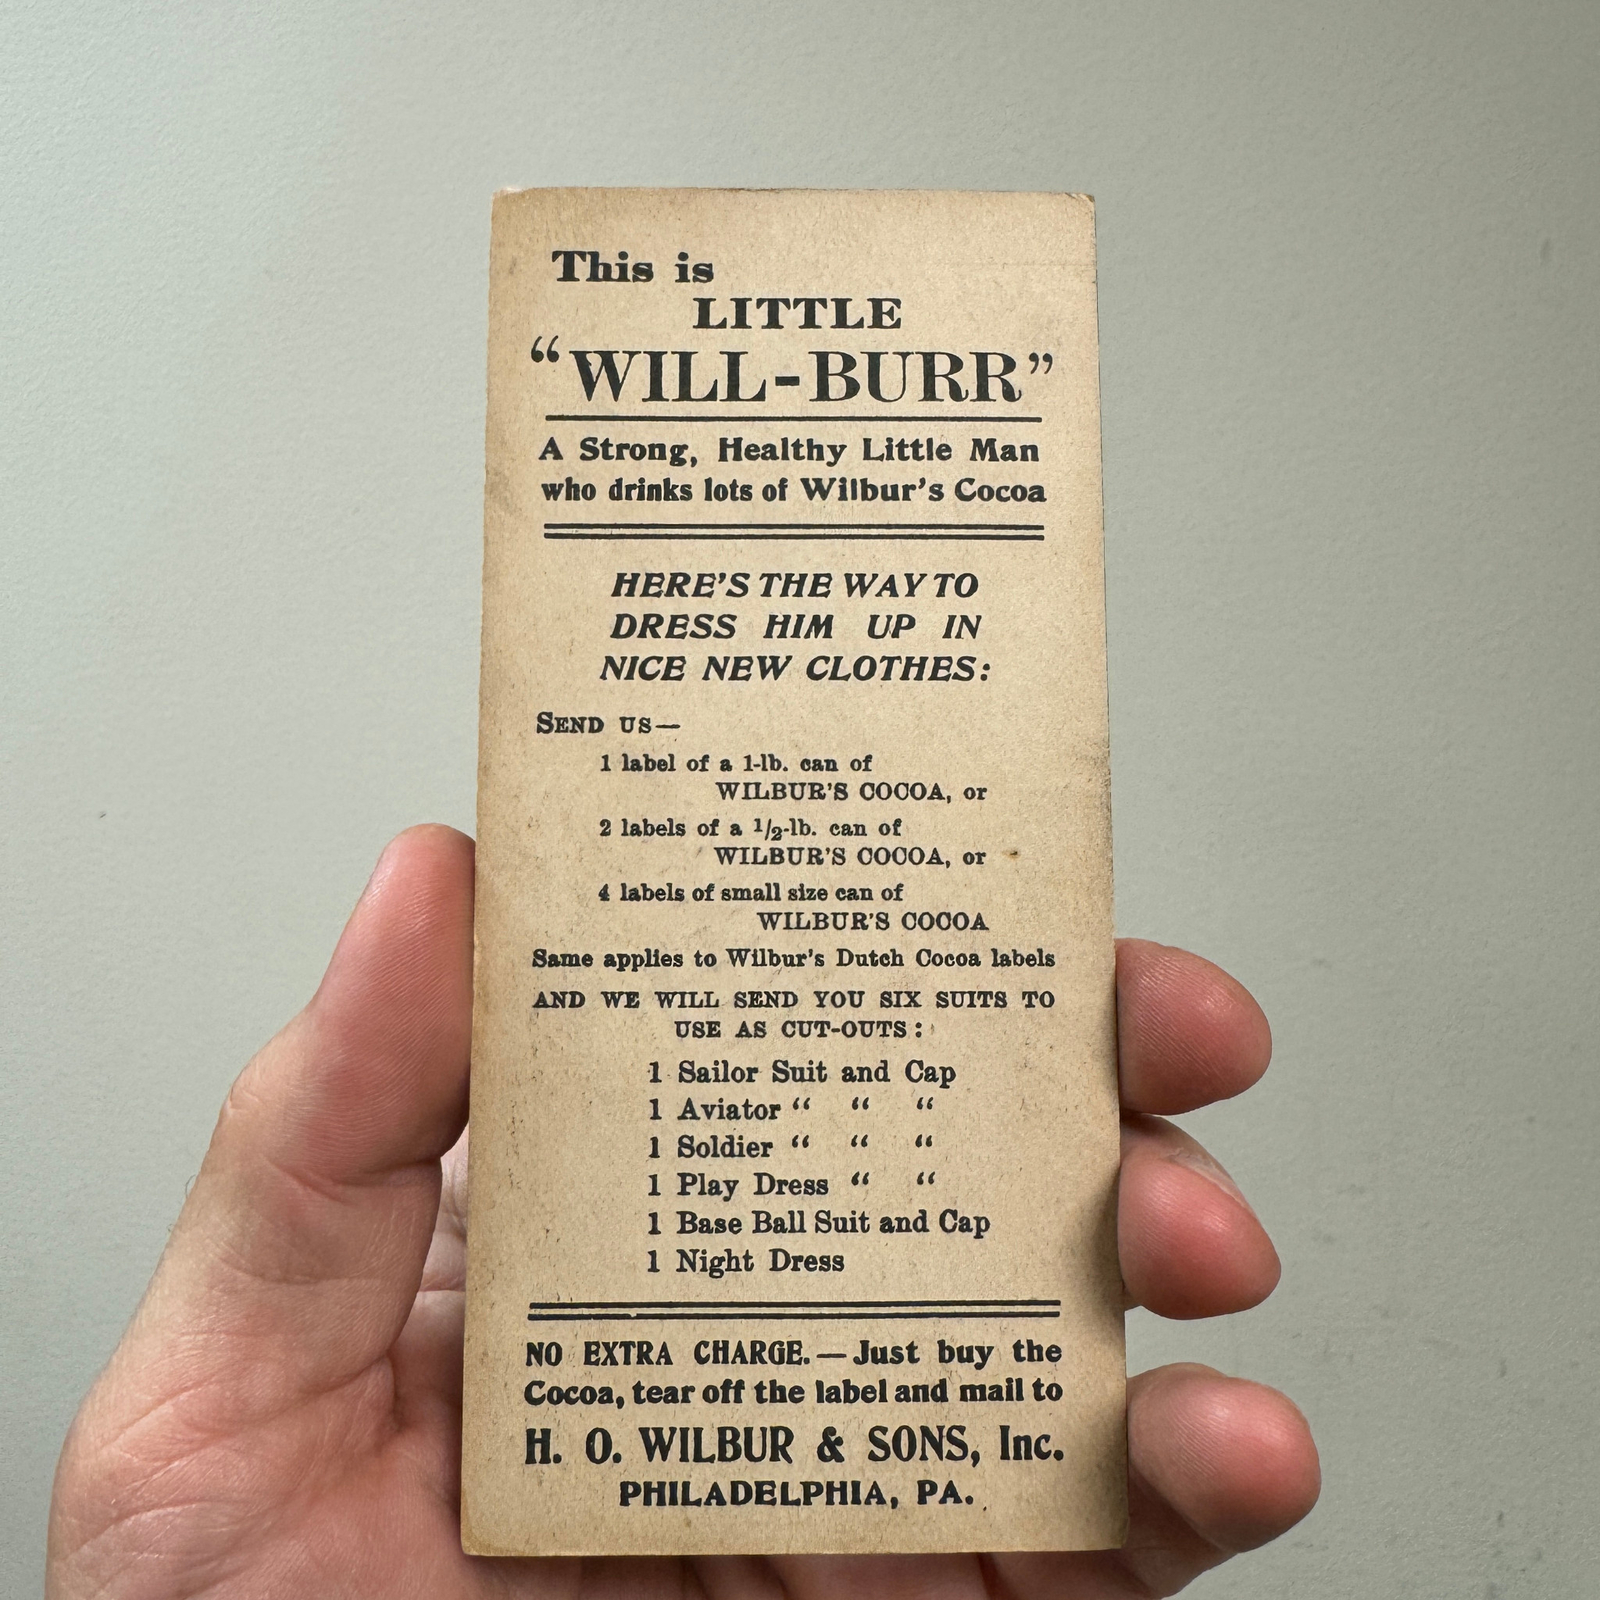 This is
LITTLE
“WILL-BURR”
A Strong, Healthy Little Man
who drinks lots of Wilbur's Cocoa
HERE'S THE WAY TO
DRESS HIM UP IN
NICE NEW CLOTHES:
SEND US—
1 label of a 1-lb. can of
WILBUR'S COCOA, or
2 labels of a 1/2-lb. can of
WILBUR'S COCOA, or
4 labels of small size can of
WILBUR'S COCOA
Same applies to Wilbur's Dutch Cocoa labels
AND WE WILL SEND YOU SIX SUITS TO
USE AS CUT-OUTS:
1 Sailor Suit and Cap
1 Aviator “ “ “
1 Soldier “ “ “
1 Play Dress “ “
1 Base Ball Suit and Cap
1 Night Dress
NO EXTRA CHARGE.—Just buy the
Cocoa, tear off the label and mail to
H. O. WILBUR & SONS, Inc.
PHILADELPHIA, PA.